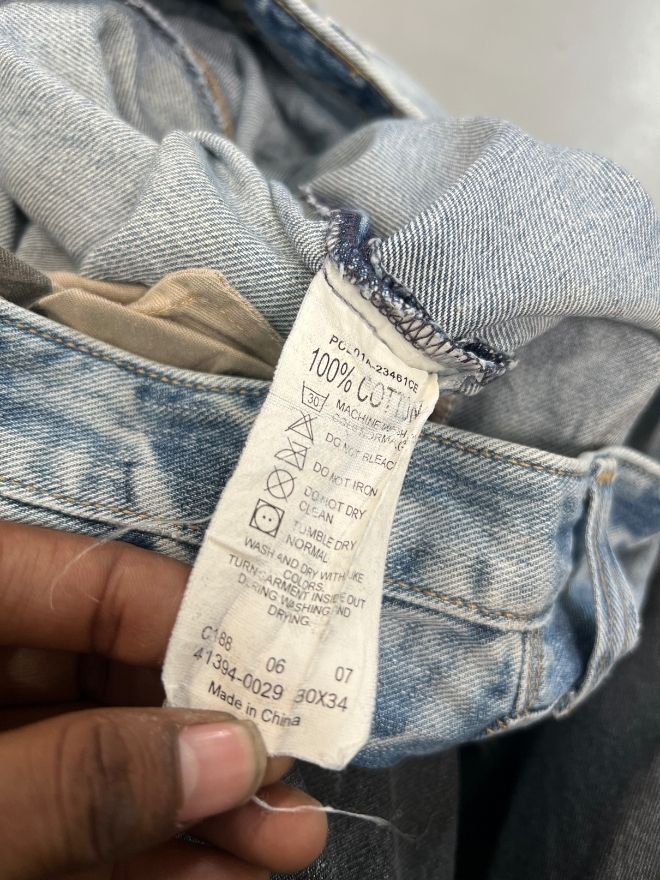 100% COTTON
30
MACHINE WASH
DO NOT BLEACH
DO NOT IRON
DO NOT DRY
CLEAN
TUMBLE DRY
NORMAL
WASH AND DRY WITH LIKE
COLORS.
TURN GARMENT INSIDE OUT
DURING WASHING AND
DRYING.
C188 06 07
41394-0029 30X34
Made in China